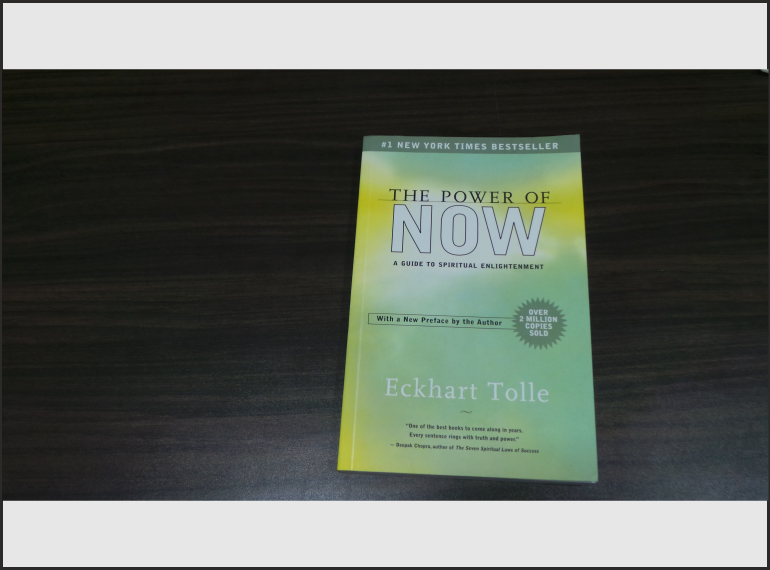 #1 NEW YORK TIMES BESTSELLER
THE POWER OF
NOW
A GUIDE TO SPIRITUAL ENLIGHTENMENT
With a New Preface by the Author
OVER
2 MILLION
COPIES
SOLD
Eckhart Tolle
"One of the best books to come along in years.
Every sentence rings with truth and power."
— Deepak Chopra, author of The Seven Spiritual Laws of Success